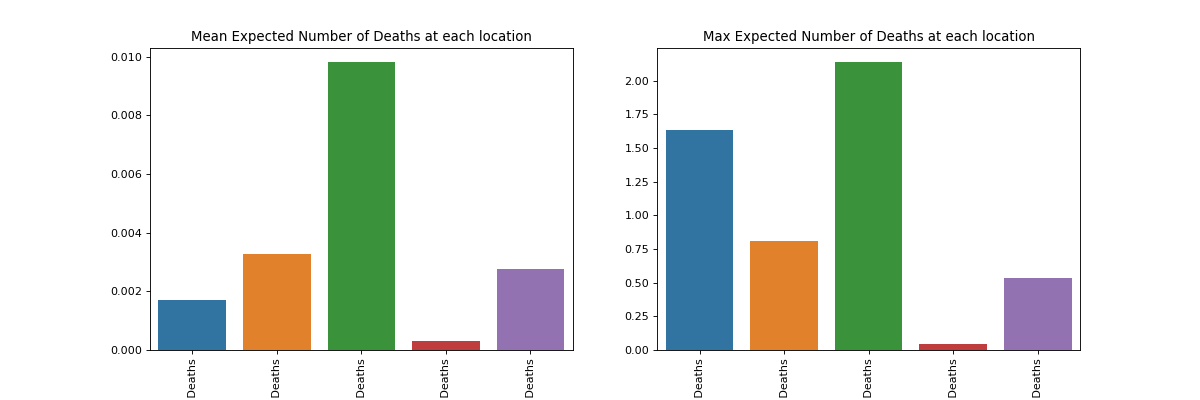 Mean Expected Number of Deaths at each location
0.010
0.008
0.006
0.004
0.002
0.000
Deaths
Deaths
Deaths
Deaths
Deaths
Max Expected Number of Deaths at each location
2.00
1.75
1.50
1.25
1.00
0.75
0.50
0.25
0.00
Deaths
Deaths
Deaths
Deaths
Deaths